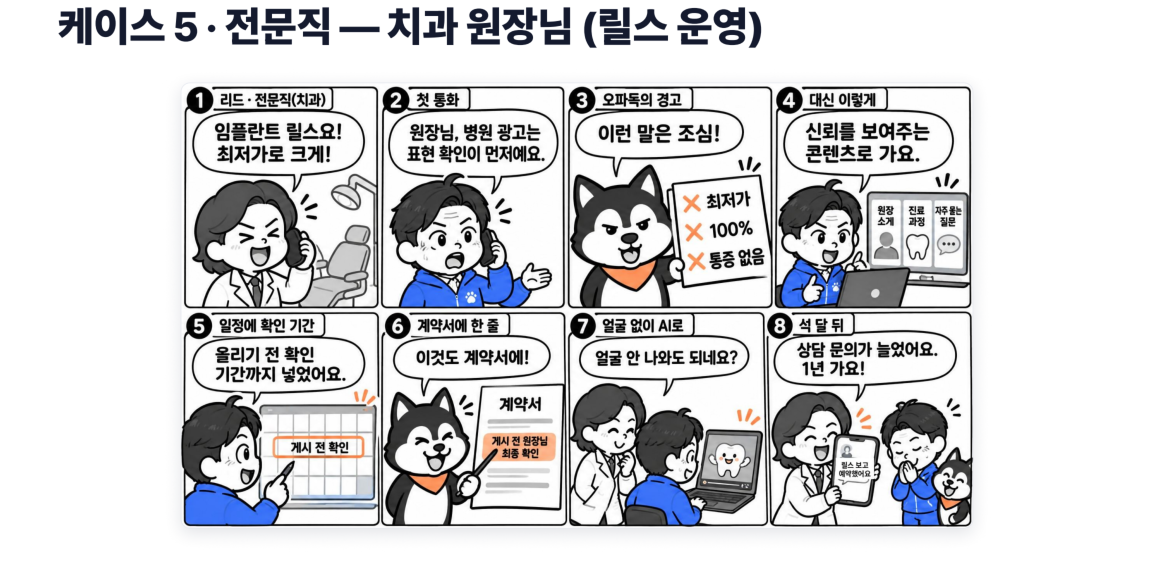 케이스 5 · 전문직 — 치과 원장님 (릴스 운영)
1 리드 · 전문직(치과)
임플란트 릴스요!
최저가로 크게!
2 첫 통화
원장님, 병원 광고는
표현 확인이 먼저예요.
3 오파독의 경고
이런 말은 조심!
✕ 최저가
✕ 100%
✕ 통증 없음
4 대신 이렇게
신뢰를 보여주는
콘텐츠로 가요.
원장
소개
진료
과정
자주 묻는
질문
5 일정에 확인 기간
올리기 전 확인
기간까지 넣었어요.
게시 전 확인
6 계약서에 한 줄
이것도 계약서에!
계약서
게시 전 원장님
최종 확인
7 얼굴 없이 AI로
얼굴 안 나와도 되네요?
8 석 달 뒤
상담 문의가 늘었어요.
1년 가요!
릴스 보고
예약했어요